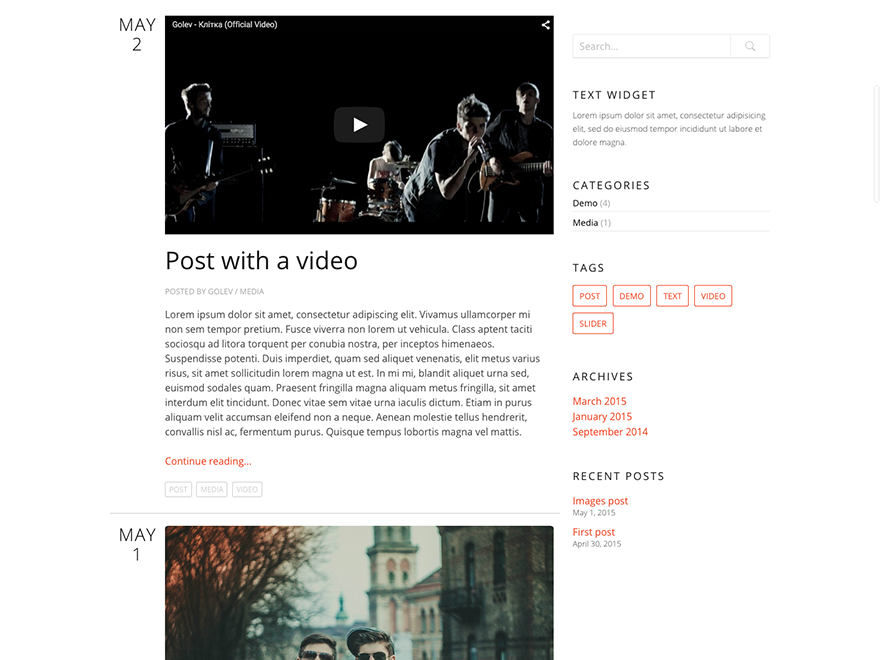 MAY
2
Golev - Клітка (Official Video)
Post with a video
POSTED BY GOLEV / MEDIA
Lorem ipsum dolor sit amet, consectetur adipiscing elit. Vivamus ullamcorper mi
non sem tempor pretium. Fusce viverra non lorem ut vehicula. Class aptent taciti
sociosqu ad litora torquent per conubia nostra, per inceptos himenaeos.
Suspendisse potenti. Duis imperdiet, quam sed aliquet venenatis, elit metus varius
risus, sit amet sollicitudin lorem magna ut est. In mi mi, blandit aliquet urna sed,
euismod sodales quam. Praesent fringilla magna aliquam metus fringilla, sit amet
interdum elit tincidunt. Donec vitae sem vitae urna iaculis dictum. Etiam in purus
aliquam velit accumsan eleifend non a neque. Aenean molestie tellus hendrerit,
convallis nisl ac, fermentum purus. Quisque tempus lobortis magna vel mattis.
Continue reading...
POST MEDIA VIDEO
MAY
1
Search...
TEXT WIDGET
Lorem ipsum dolor sit amet, consectetur adipisicing
elit, sed do eiusmod tempor incididunt ut labore et
dolore magna.
CATEGORIES
Demo (4)
Media (1)
TAGS
POST DEMO TEXT VIDEO
SLIDER
ARCHIVES
March 2015
January 2015
September 2014
RECENT POSTS
Images post
May 1, 2015
First post
April 30, 2015